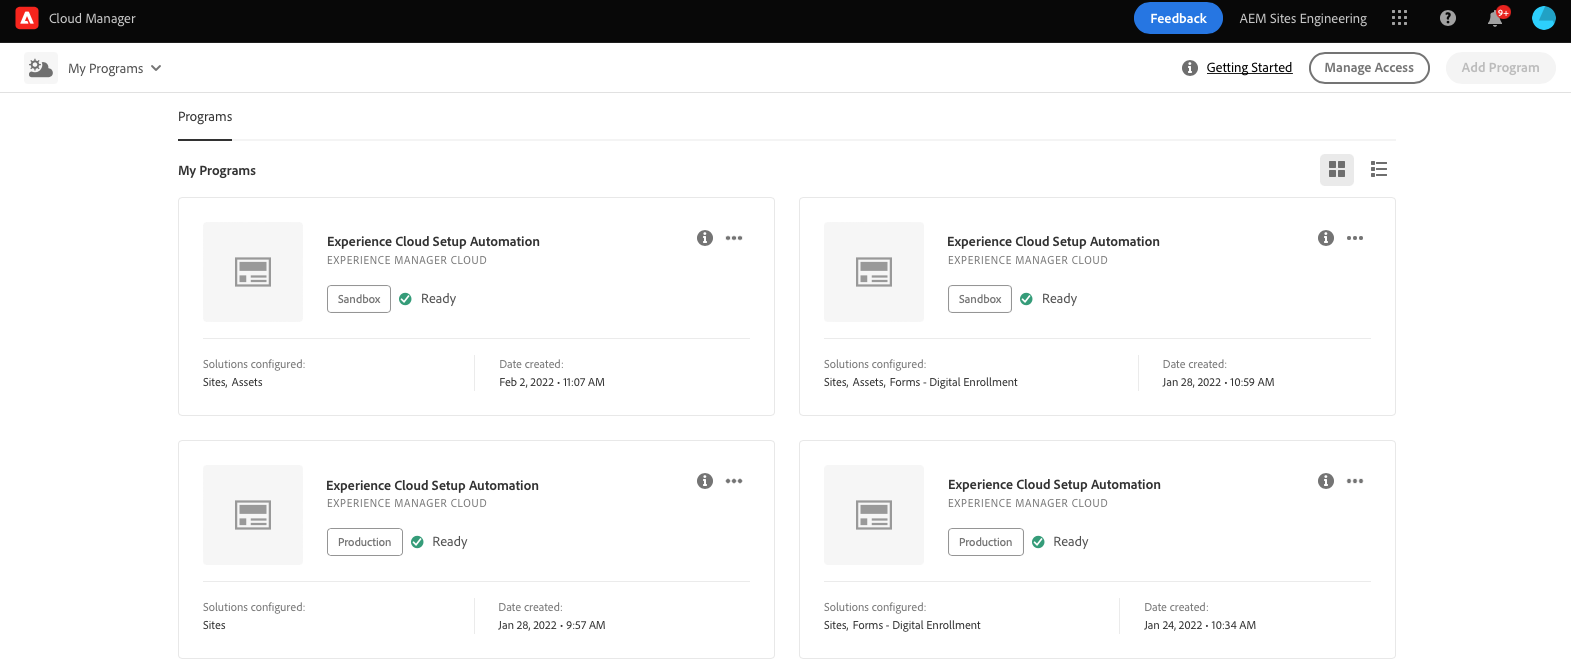 Cloud Manager
Feedback
AEM Sites Engineering
9+
My Programs
Getting Started
Manage Access
Add Program
Programs
My Programs
Experience Cloud Setup Automation
EXPERIENCE MANAGER CLOUD
Sandbox
Ready
Solutions configured:
Sites, Assets
Date created:
Feb 2, 2022 • 11:07 AM
Experience Cloud Setup Automation
EXPERIENCE MANAGER CLOUD
Sandbox
Ready
Solutions configured:
Sites, Assets, Forms - Digital Enrollment
Date created:
Jan 28, 2022 • 10:59 AM
Experience Cloud Setup Automation
EXPERIENCE MANAGER CLOUD
Production
Ready
Solutions configured:
Sites
Date created:
Jan 28, 2022 • 9:57 AM
Experience Cloud Setup Automation
EXPERIENCE MANAGER CLOUD
Production
Ready
Solutions configured:
Sites, Forms - Digital Enrollment
Date created:
Jan 24, 2022 • 10:34 AM